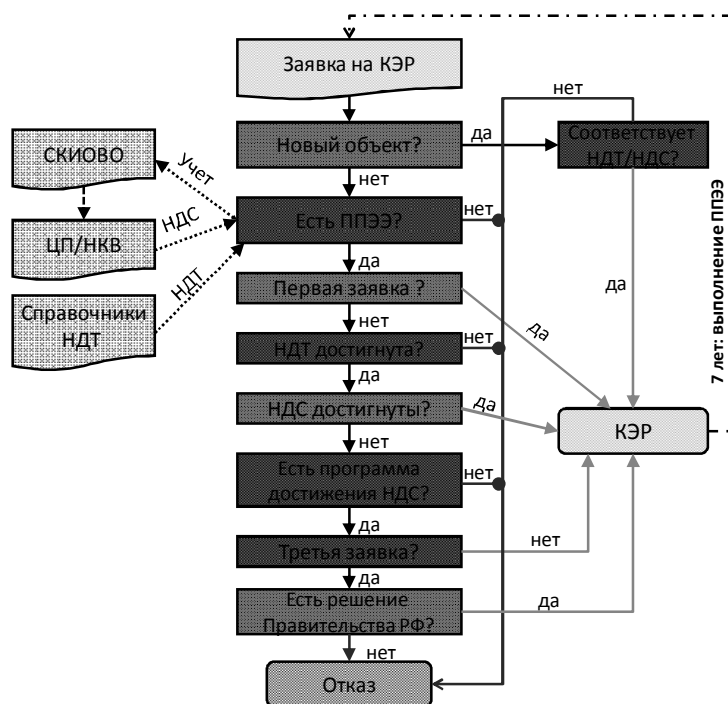 Заявка на КЭР
нет
Новый объект?
да
Соответствует
НДТ/НДС?
СКИОВО
Учет
нет
Есть ППЭЭ?
нет
ЦП/НКВ
НДС
да
НДТ
Справочники
НДТ
Первая заявка ?
да
да
7 лет: выполнение ППЭЭ
нет
НДТ достигнута?
нет
да
НДС достигнуты?
да
КЭР
нет
Есть программа
достижения НДС?
нет
да
Третья заявка?
нет
да
Есть решение
Правительства РФ?
да
нет
Отказ